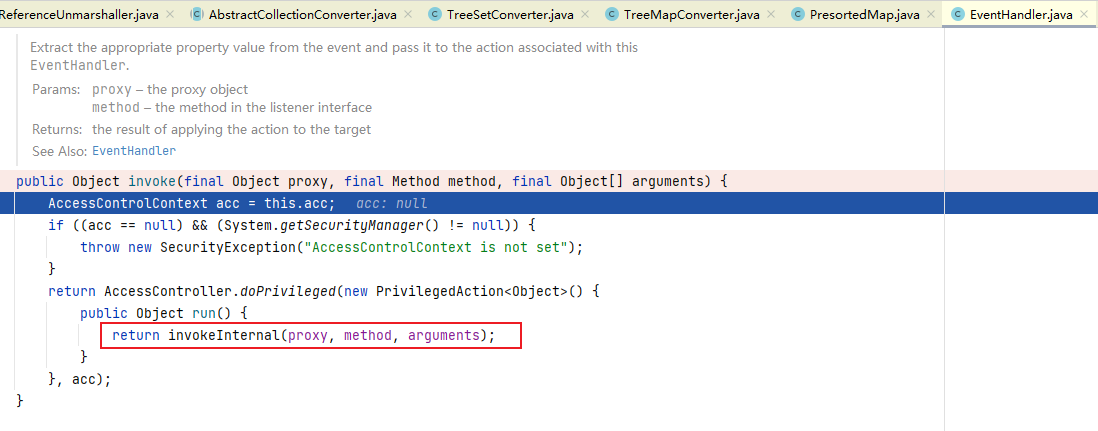 ReferenceUnmarshaller.java AbstractCollectionConverter.java TreeSetConverter.java TreeMapConverter.java PresortedMap.java EventHandler.java
Extract the appropriate property value from the event and pass it to the action associated with this
EventHandler.
Params: proxy – the proxy object
method – the method in the listener interface
Returns: the result of applying the action to the target
See Also: EventHandler
public Object invoke(final Object proxy, final Method method, final Object[] arguments) {
AccessControlContext acc = this.acc; acc: null
if ((acc == null) && (System.getSecurityManager() != null)) {
throw new SecurityException("AccessControlContext is not set");
}
return AccessController.doPrivileged(new PrivilegedAction<Object>() {
public Object run() {
return invokeInternal(proxy, method, arguments);
}
}, acc);
}